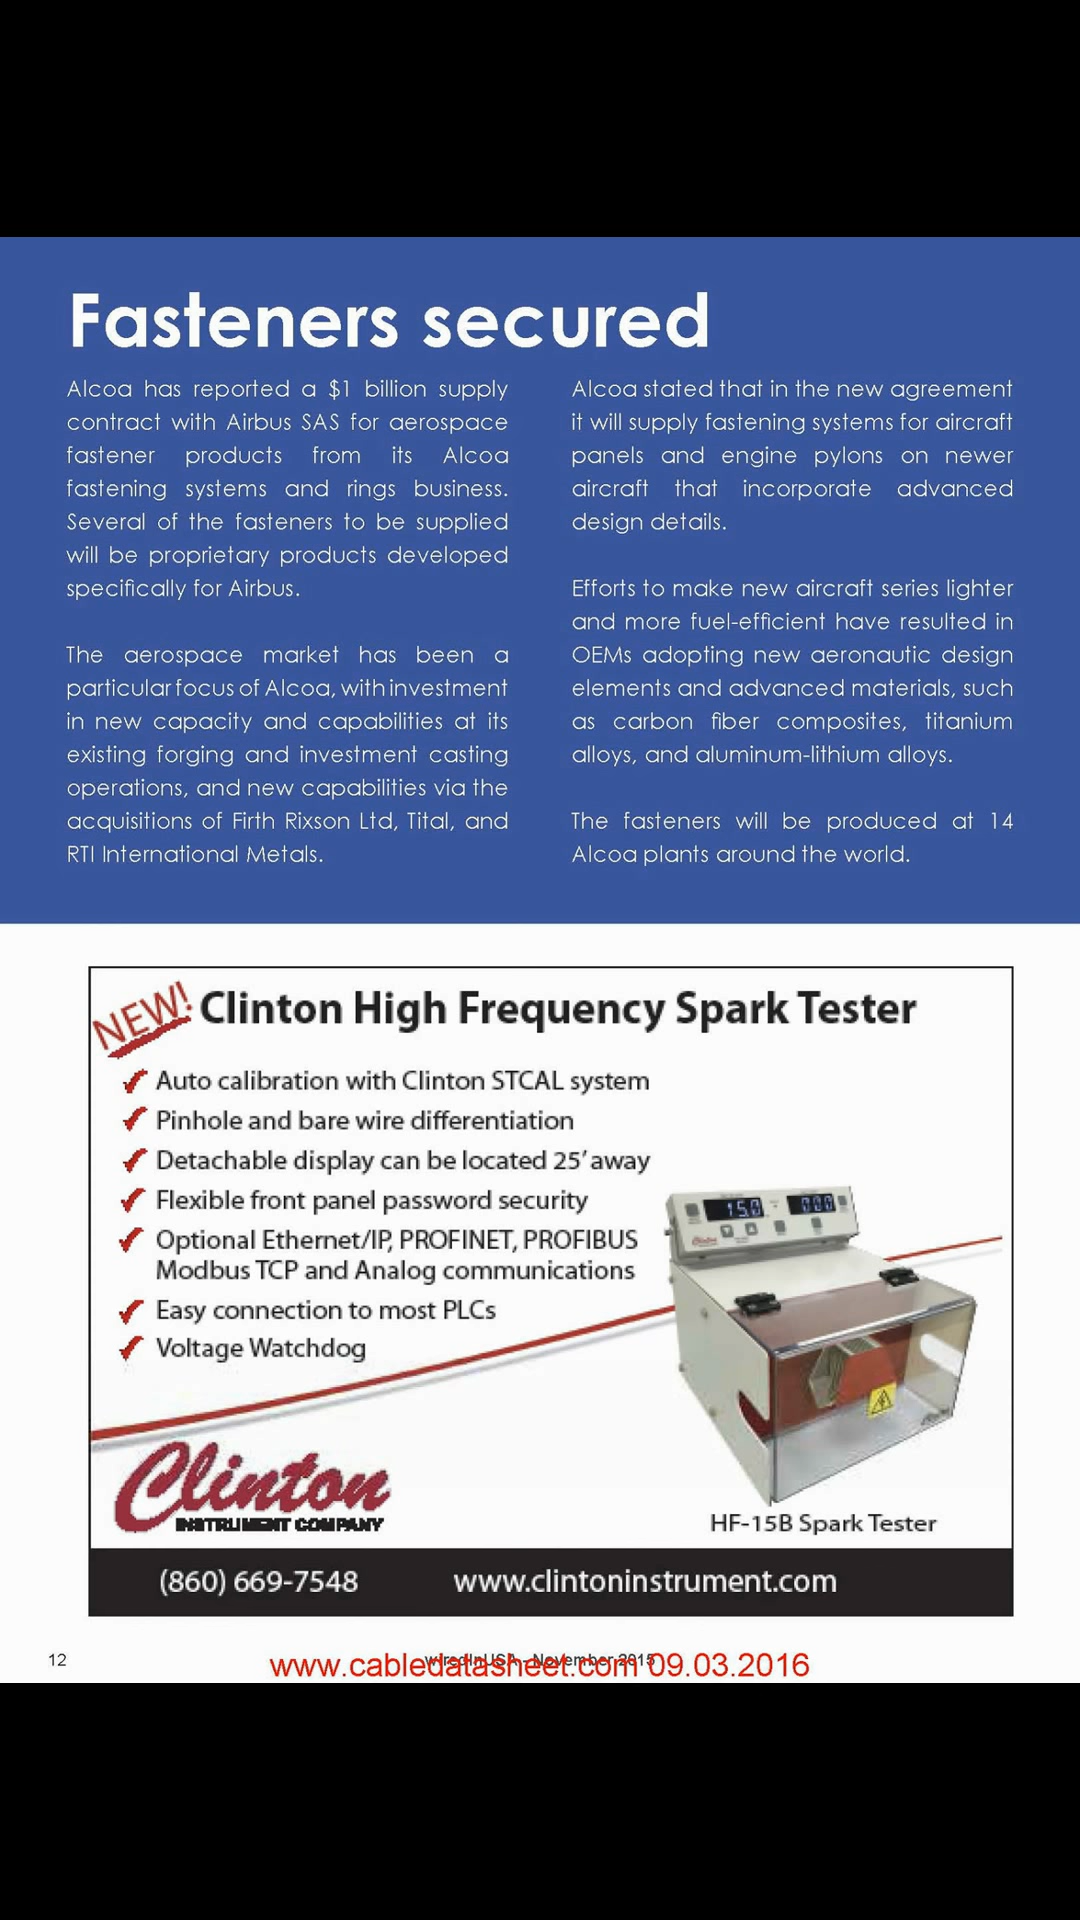 Fasteners secured
Alcoa has reported a $1 billion supply
contract with Airbus SAS for aerospace
fastener products from its Alcoa
fastening systems and rings business.
Several of the fasteners to be supplied
will be proprietary products developed
specifically for Airbus.
The aerospace market has been a
particular focus of Alcoa, with investment
in new capacity and capabilities at its
existing forging and investment casting
operations, and new capabilities via the
acquisitions of Firth Rixson Ltd, Tital, and
RTI International Metals.
Alcoa stated that in the new agreement
it will supply fastening systems for aircraft
panels and engine pylons on newer
aircraft that incorporate advanced
design details.
Efforts to make new aircraft series lighter
and more fuel-efficient have resulted in
OEMs adopting new aeronautic design
elements and advanced materials, such
as carbon fiber composites, titanium
alloys, and aluminum-lithium alloys.
The fasteners will be produced at 14
Alcoa plants around the world.
NEW! Clinton High Frequency Spark Tester
Auto calibration with Clinton STCAL system
Pinhole and bare wire differentiation
Detachable display can be located 25' away
Flexible front panel password security
Optional Ethernet/IP, PROFINET, PROFIBUS
Modbus TCP and Analog communications
Easy connection to most PLCs
Voltage Watchdog
15.0 000
Clinton
INSTRUMENT COMPANY
HF-15B Spark Tester
(860) 669-7548 www.clintoninstrument.com
12
wiredInUSA - November 2015
www.cabledatasheet.com 09.03.2016